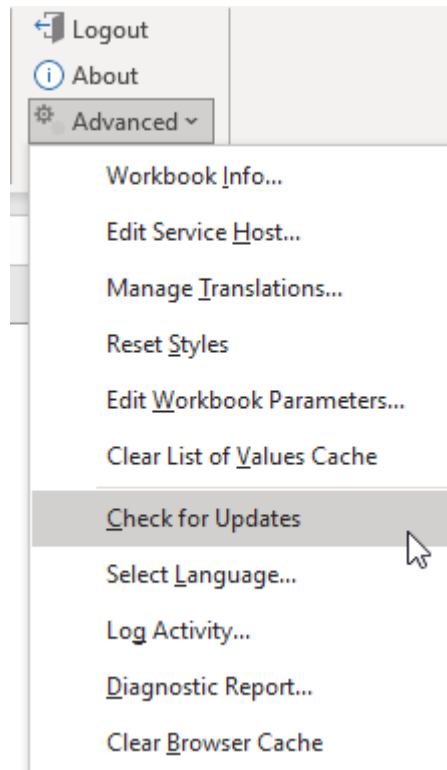 Logout
About
Advanced
Workbook Info...
Edit Service Host...
Manage Translations...
Reset Styles
Edit Workbook Parameters...
Clear List of Values Cache
Check for Updates
Select Language...
Log Activity...
Diagnostic Report...
Clear Browser Cache